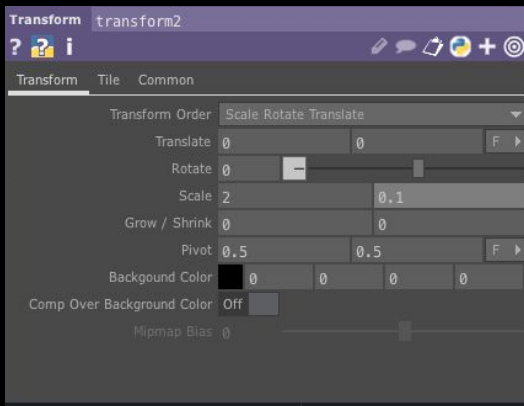 Transform transform2
? ? i
Transform Tile Common
Transform Order Scale Rotate Translate
Translate 0 0 F
Rotate 0
Scale 2 0.1
Grow / Shrink 0 0
Pivot 0.5 0.5 F
Backgound Color 0 0 0 0
Comp Over Background Color Off
Mipmap Bias 0